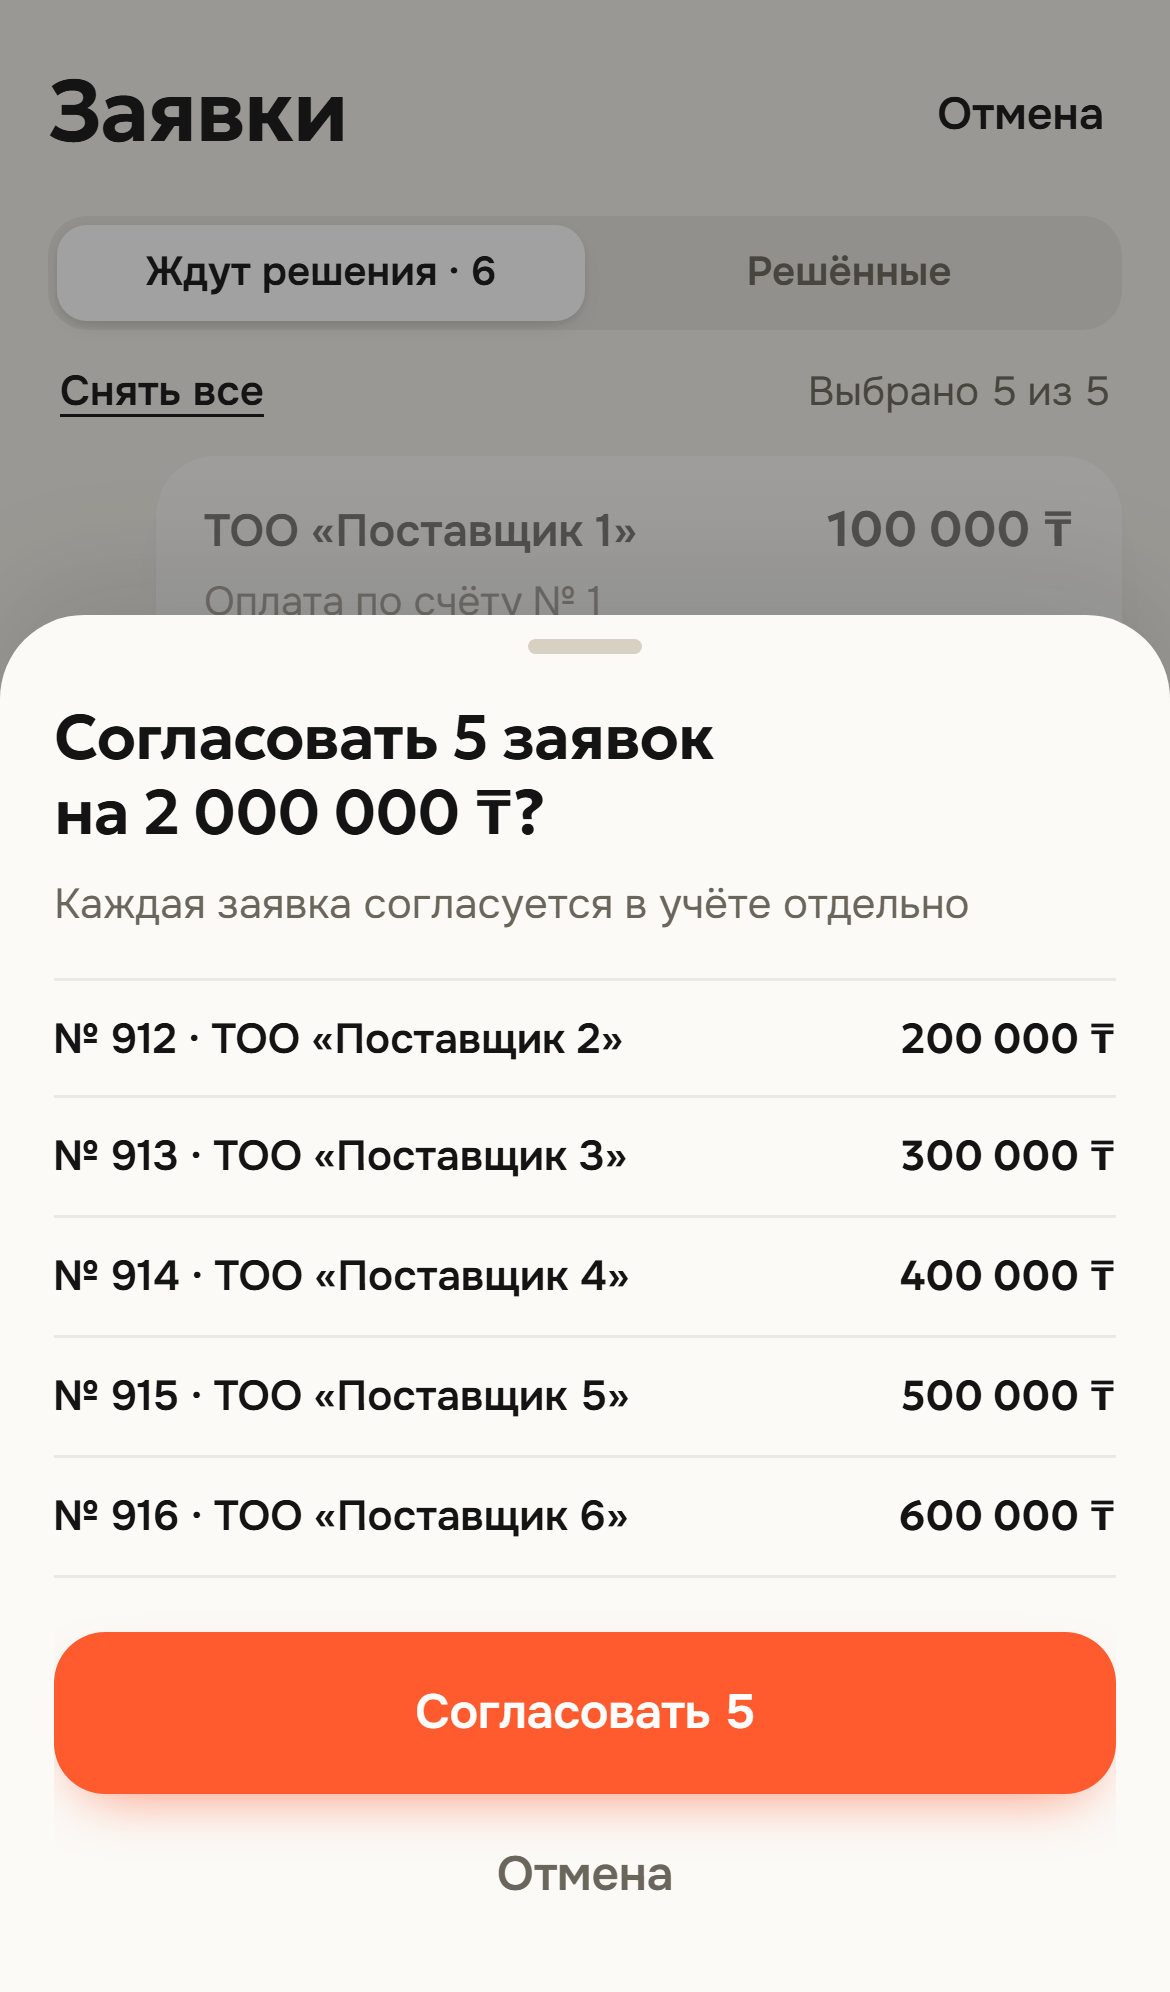 Заявки
Отмена
Ждут решения · 6
Решённые
Снять все
Выбрано 5 из 5
ТОО «Поставщик 1»
100 000 ₸
Оплата по счёту № 1
Согласовать 5 заявок
на 2 000 000 ₸?
Каждая заявка согласуется в учёте отдельно
№ 912 · ТОО «Поставщик 2»
200 000 ₸
№ 913 · ТОО «Поставщик 3»
300 000 ₸
№ 914 · ТОО «Поставщик 4»
400 000 ₸
№ 915 · ТОО «Поставщик 5»
500 000 ₸
№ 916 · ТОО «Поставщик 6»
600 000 ₸
Согласовать 5
Отмена